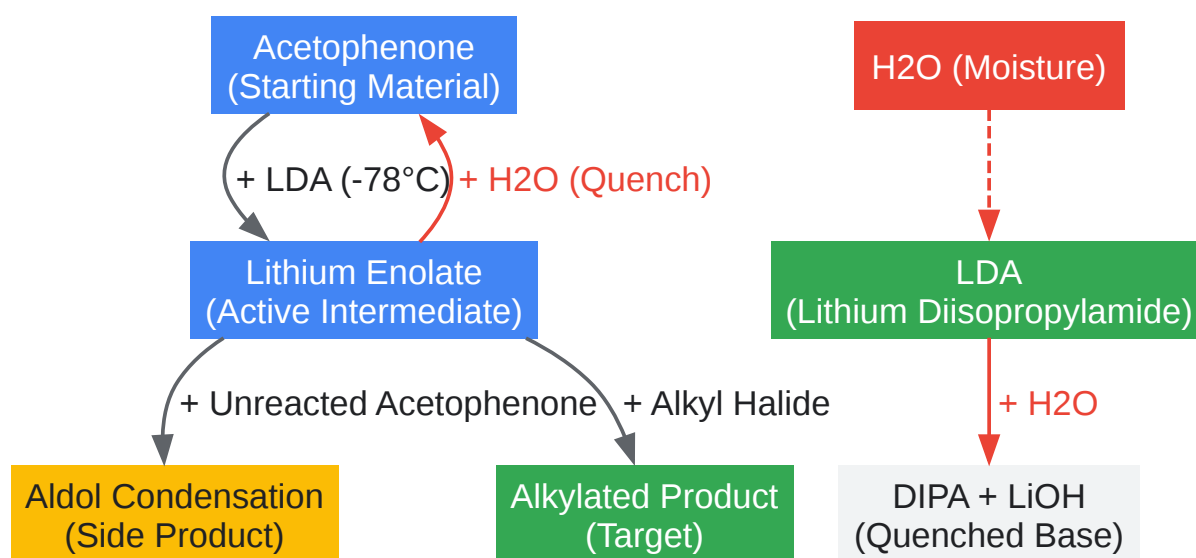 Acetophenone
(Starting Material)
H2O (Moisture)
+ LDA (-78°C)
+ H2O (Quench)
Lithium Enolate
(Active Intermediate)
LDA
(Lithium Diisopropylamide)
+ Unreacted Acetophenone
+ Alkyl Halide
+ H2O
Aldol Condensation
(Side Product)
Alkylated Product
(Target)
DIPA + LiOH
(Quenched Base)